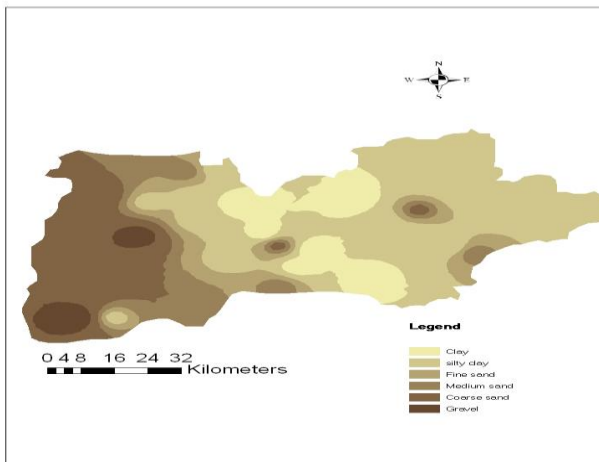 N
W E
S
0 4 8 16 24 32
Kilometers
Legend
Clay
silty clay
Fine sand
Medium sand
Coarse sand
Gravel